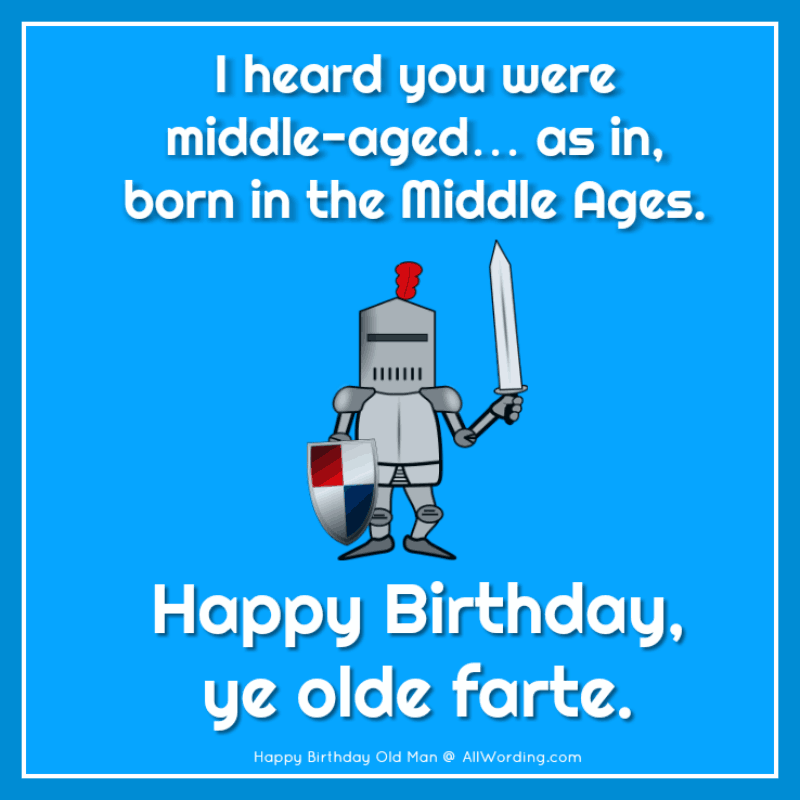 I heard you were
middle-aged... as in,
born in the Middle Ages.
Happy Birthday,
ye olde farte.
Happy Birthday Old Man @ AllWording.com